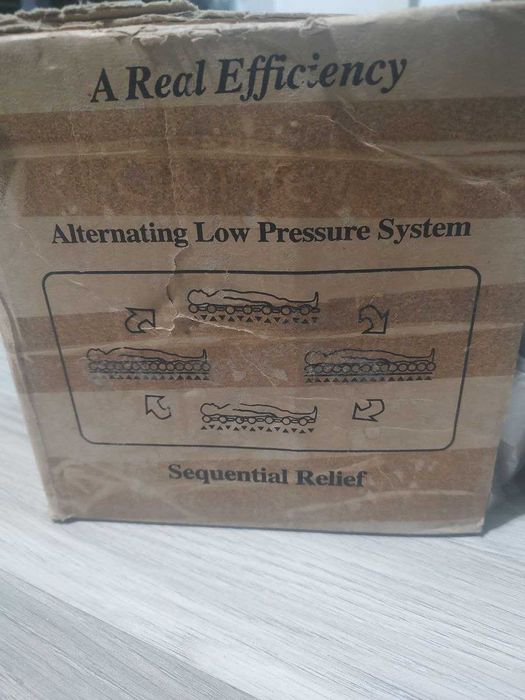 A Real Efficiency
Alternating Low Pressure System
Sequential Relief